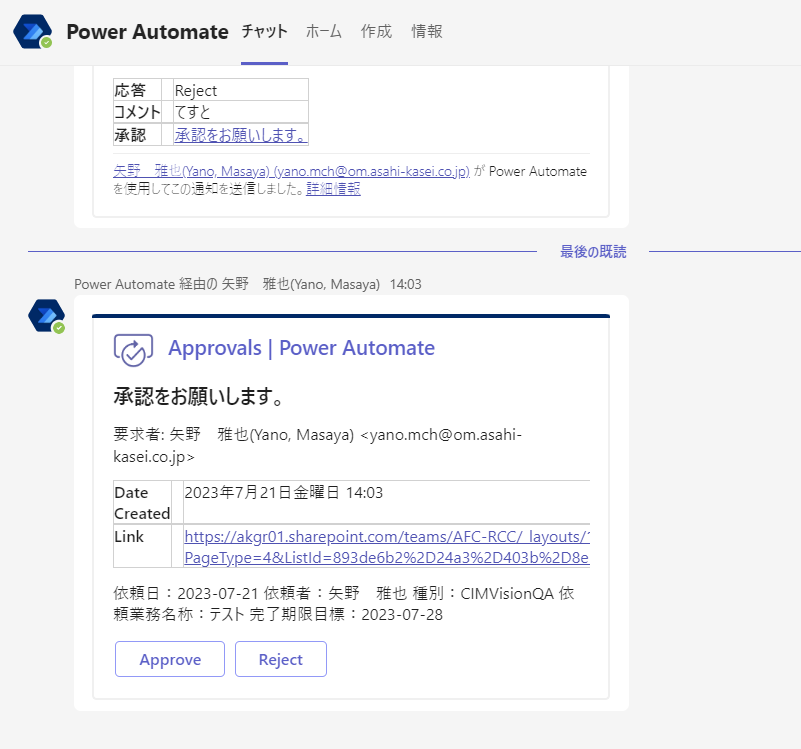 Power Automate チャット ホーム 作成 情報
応答 Reject
コメント てすと
承認 承認をお願いします。
矢野　雅也(Yano, Masaya) (yano.mch@om.asahi-kasei.co.jp) が Power Automate
を使用してこの通知を送信しました。詳細情報
最後の既読
Power Automate 経由の 矢野　雅也(Yano, Masaya) 14:03
Approvals | Power Automate
承認をお願いします。
要求者: 矢野　雅也(Yano, Masaya) <yano.mch@om.asahi-
kasei.co.jp>
Date 2023年7月21日金曜日 14:03
Created
Link https://akgr01.sharepoint.com/teams/AFC-RCC/_layouts/1
PageType=4&ListId=893de6b2%2D24a3%2D403b%2D8e
依頼日：2023-07-21 依頼者：矢野　雅也 種別：CIMVisionQA 依
頼業務名称：テスト 完了期限目標：2023-07-28
Approve Reject